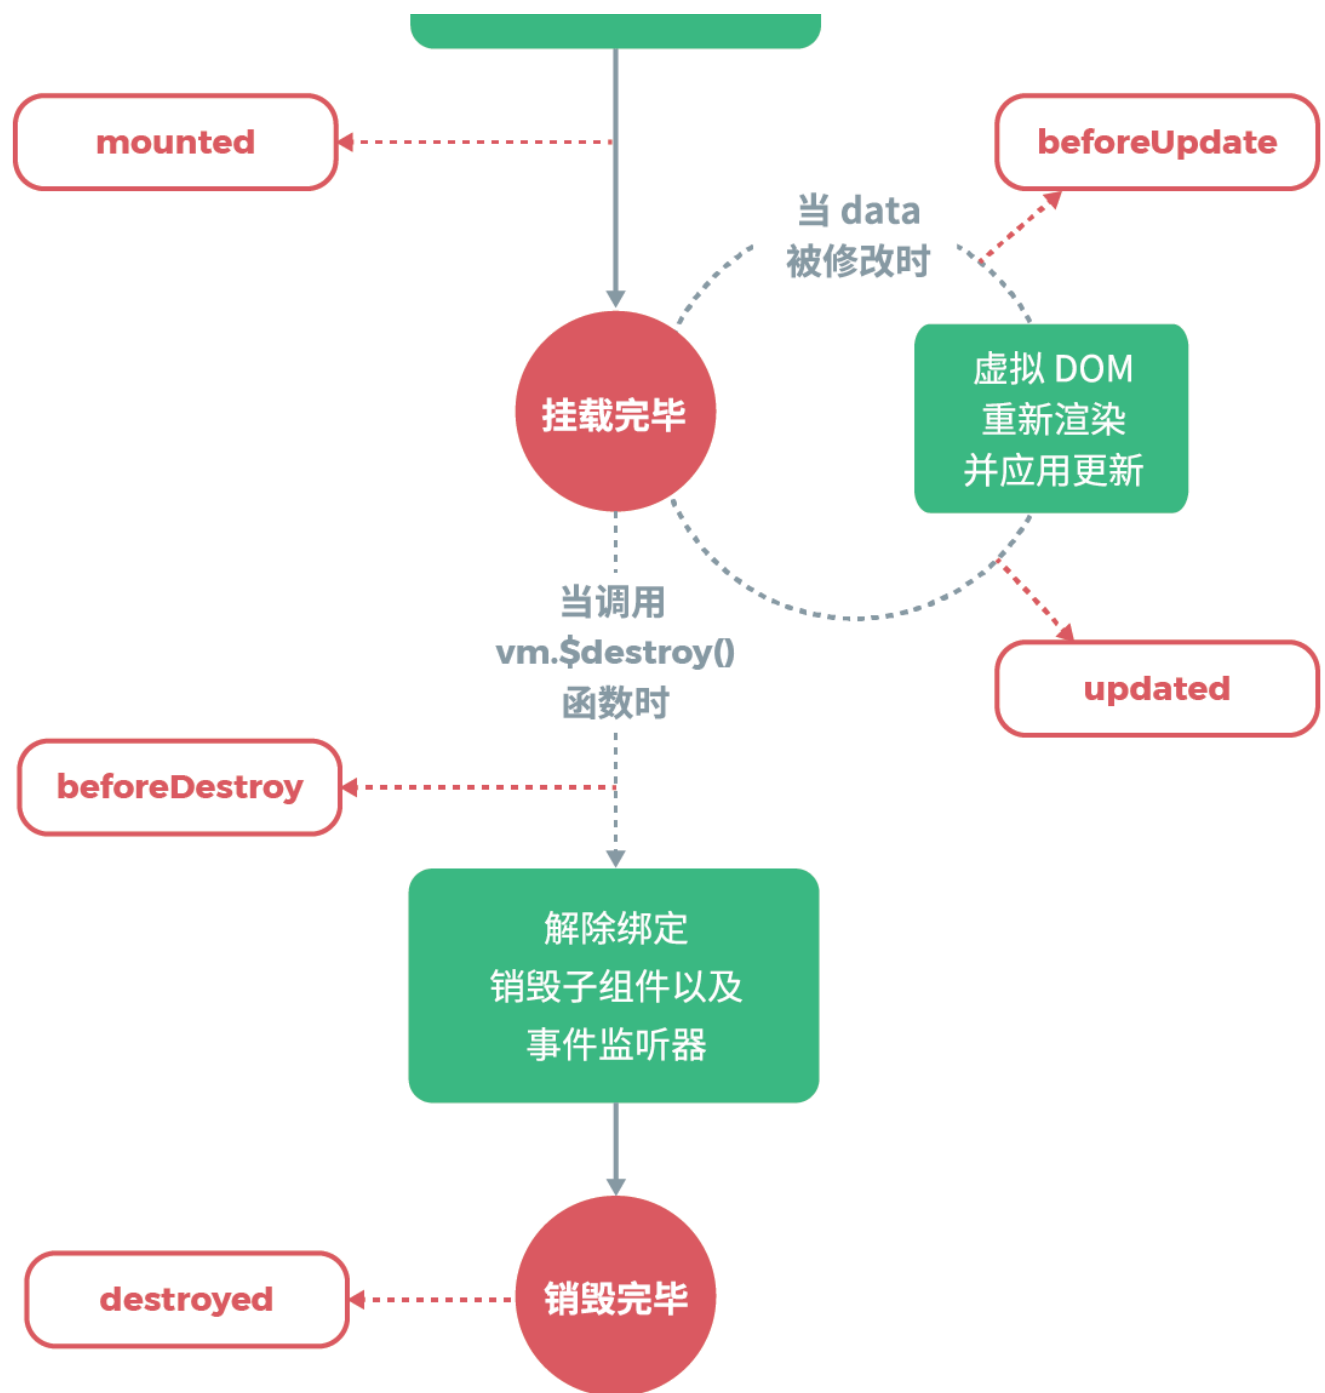 mounted
beforeUpdate
当 data
被修改时
虚拟 DOM
重新渲染
并应用更新
挂载完毕
当调用
vm.$destroy()
函数时
updated
beforeDestroy
解除绑定
销毁子组件以及
事件监听器
销毁完毕
destroyed